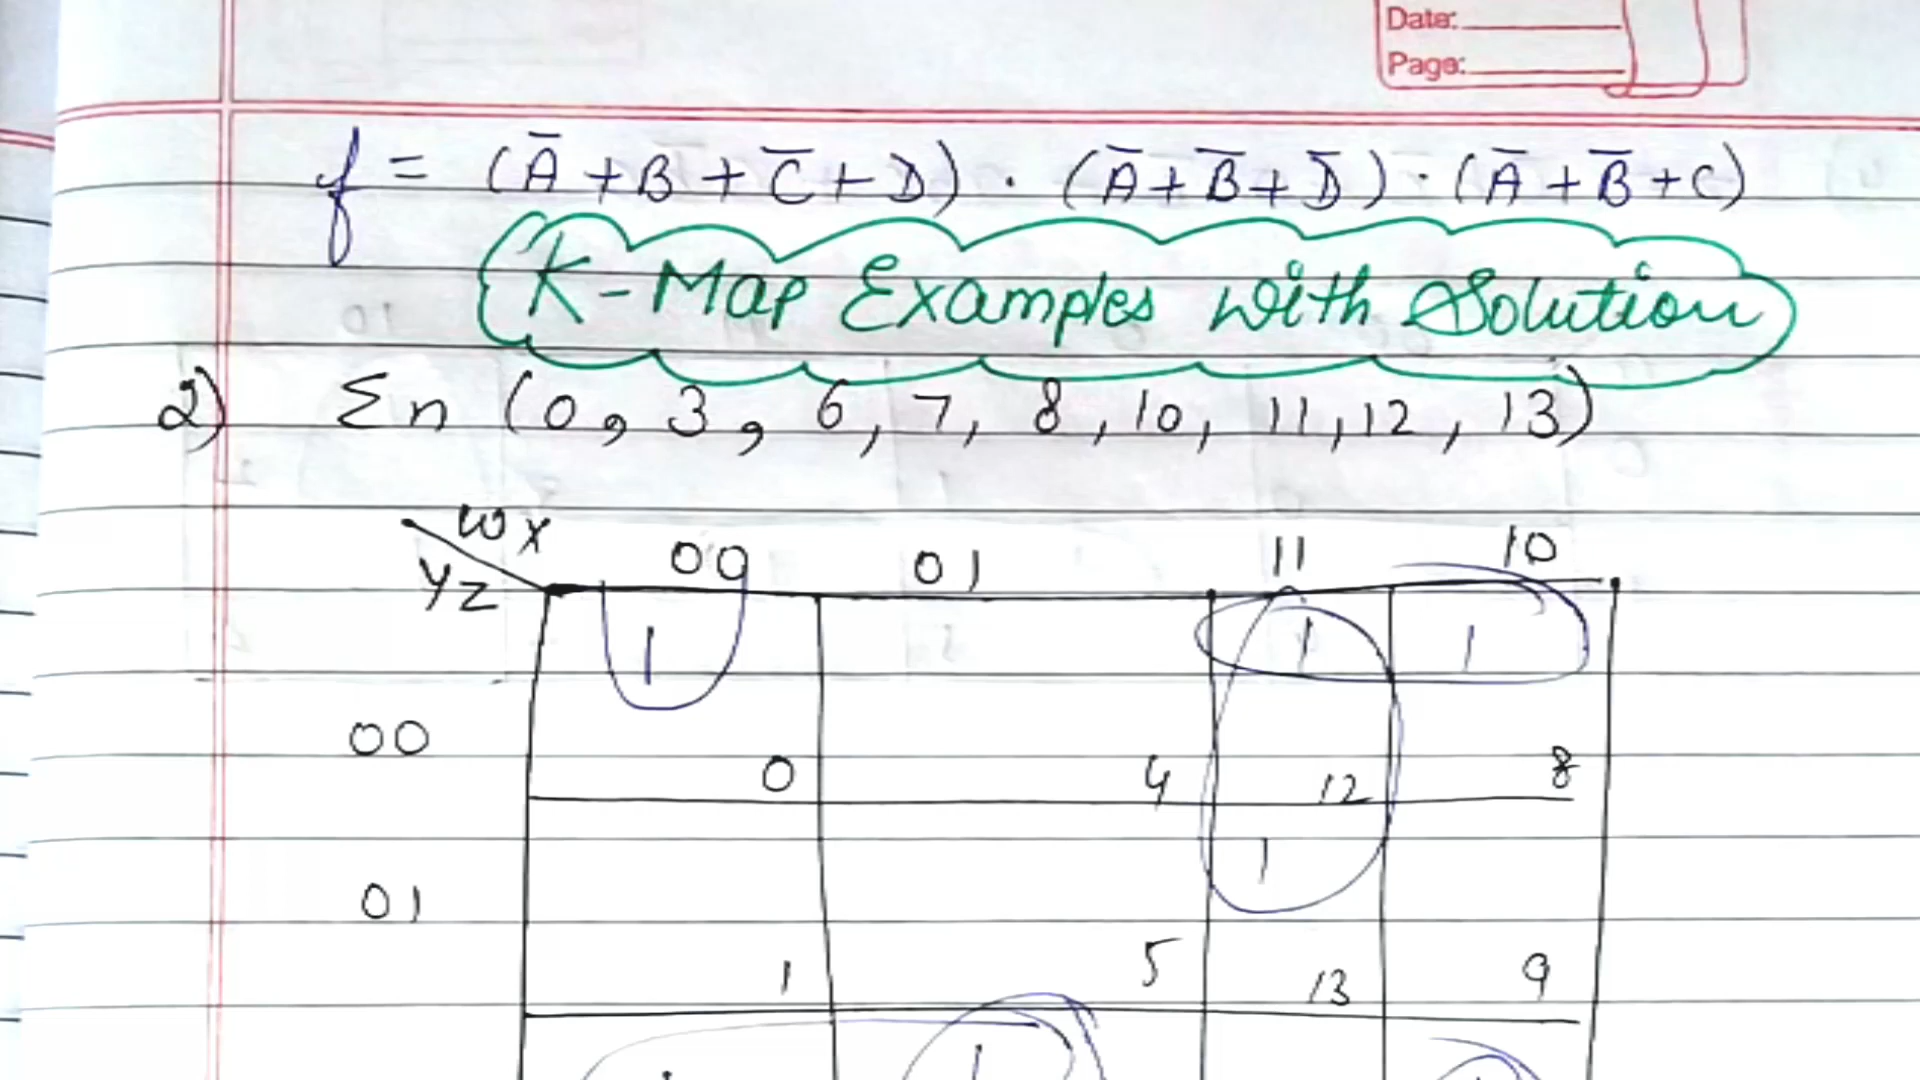 Date:
Page:
f = (A̅ + B + C̅ + D) · (A̅ + B̅ + D̅) · (A̅ + B̅ + C)
K-Map Examples with Solution
2) Σn (0, 3, 6, 7, 8, 10, 11, 12, 13)
wx
yz 00 01 11 10
1 1 1
00 0 4 12 8
1
01 1 5 13 9
1